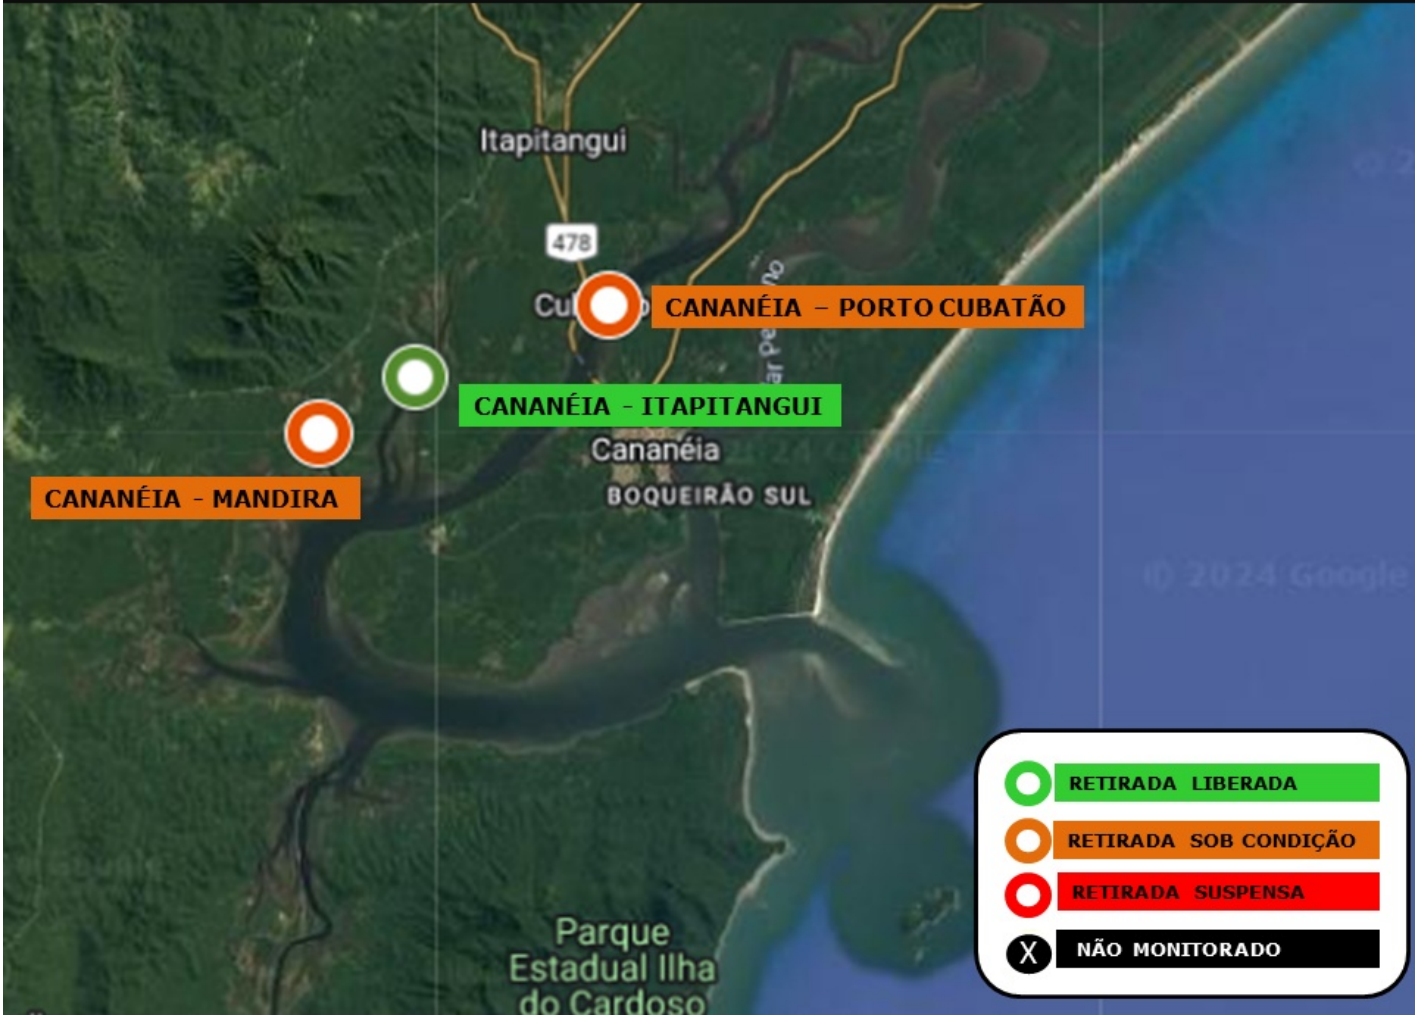 Itapitangui
478
CANANÉIA – PORTO CUBATÃO
CANANÉIA - ITAPITANGUI
Cananéia
BOQUEIRÃO SUL
CANANÉIA - MANDIRA
© 2024 Google
RETIRADA LIBERADA
RETIRADA SOB CONDIÇÃO
RETIRADA SUSPENSA
X NÃO MONITORADO
Parque
Estadual Ilha
do Cardoso